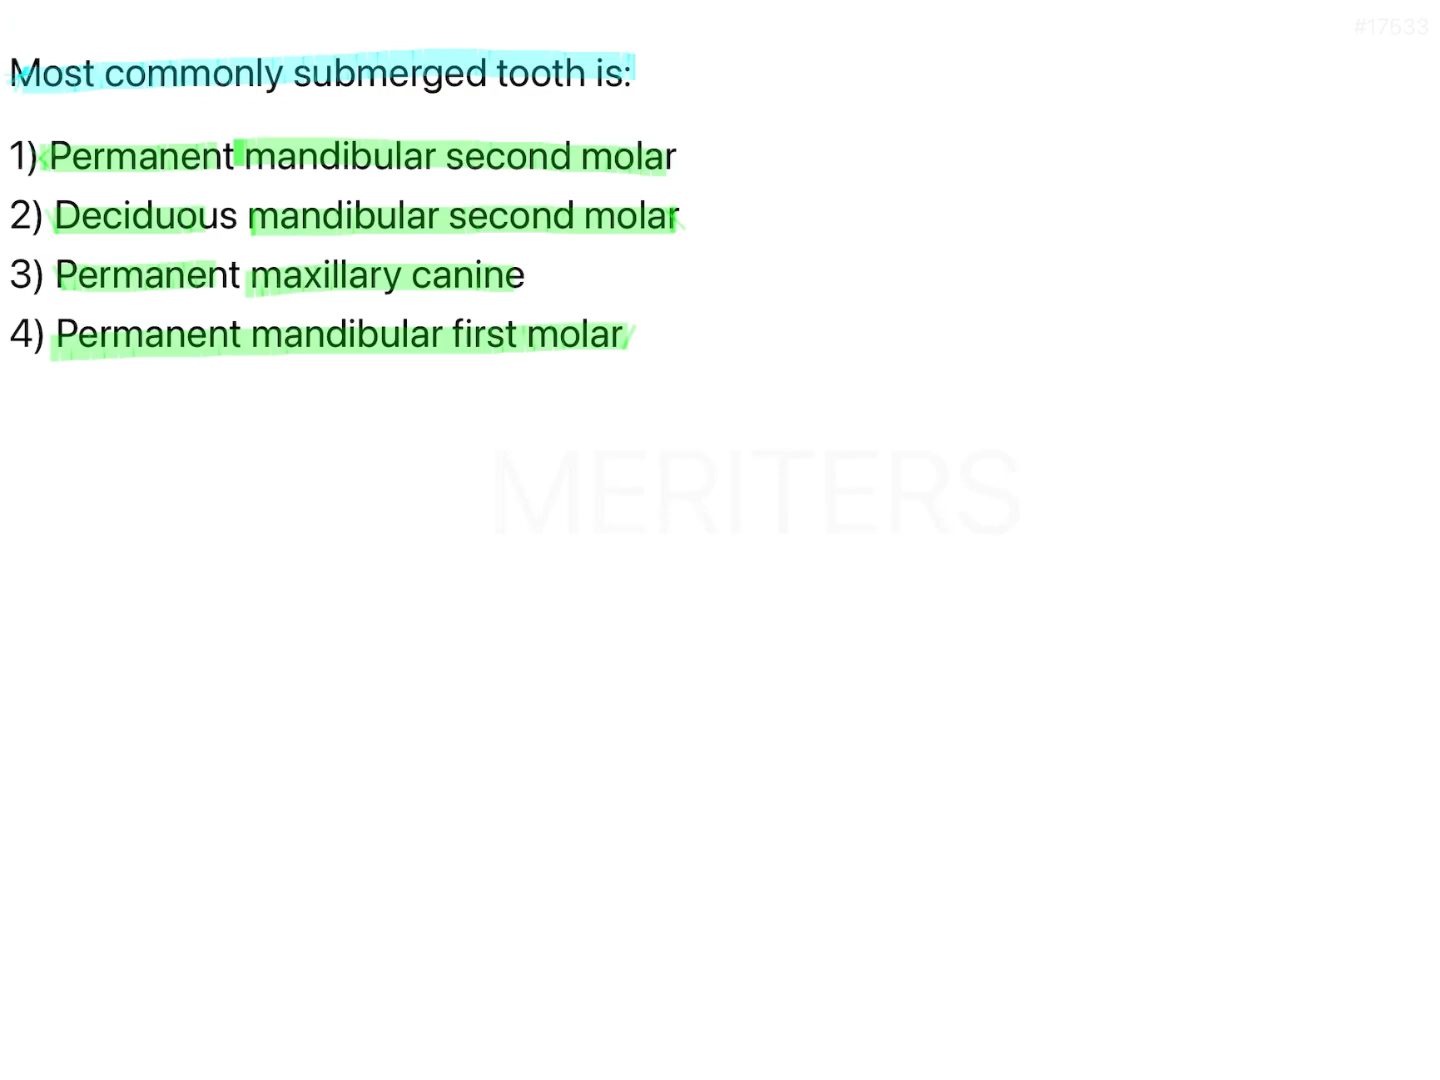 #17533
Most commonly submerged tooth is:
1) Permanent mandibular second molar
2) Deciduous mandibular second molar
3) Permanent maxillary canine
4) Permanent mandibular first molar
MERITERS